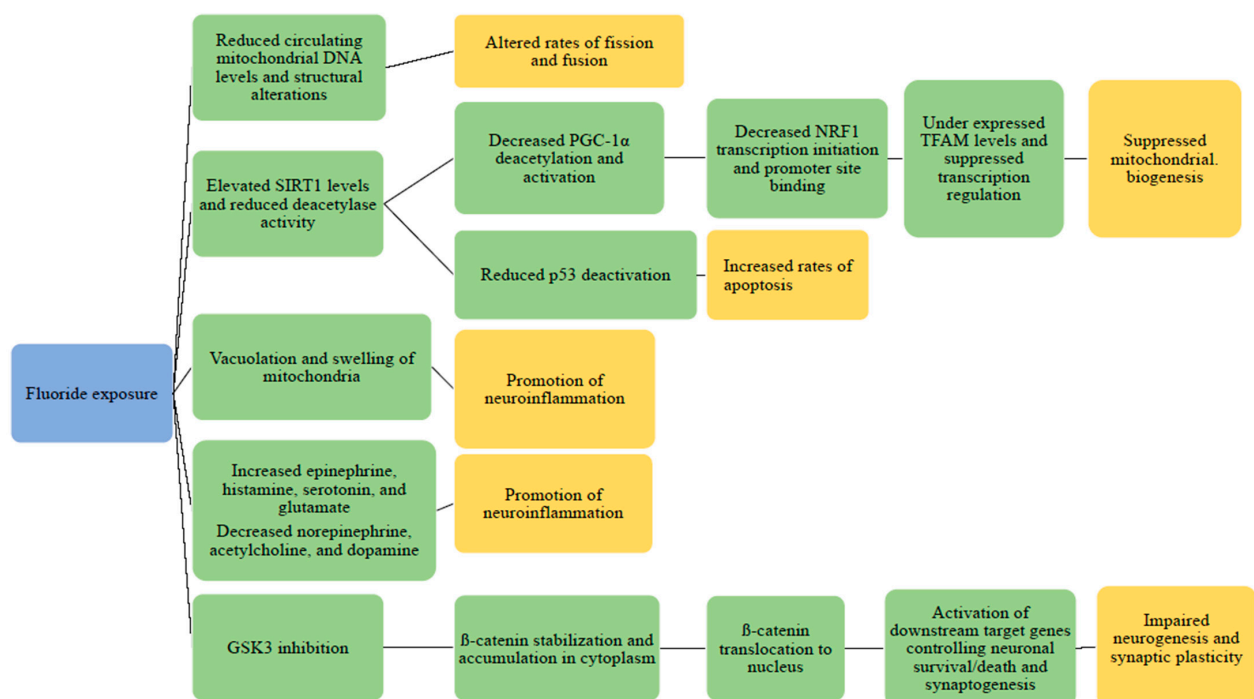 Fluoride exposure
Reduced circulating
mitochondrial DNA
levels and structural
alterations
Altered rates of fission
and fusion
Elevated SIRT1 levels
and reduced deacetylase
activity
Decreased PGC-1α
deacetylation and
activation
Decreased NRF1
transcription initiation
and promoter site
binding
Under expressed
TFAM levels and
suppressed
transcription
regulation
Suppressed
mitochondrial.
biogenesis
Reduced p53 deactivation
Increased rates of
apoptosis
Vacuolation and swelling of
mitochondria
Promotion of
neuroinflammation
Increased epinephrine,
histamine, serotonin, and
glutamate
Decreased norepinephrine,
acetylcholine, and dopamine
Promotion of
neuroinflammation
GSK3 inhibition
ß-catenin stabilization and
accumulation in cytoplasm
ß-catenin
translocation to
nucleus
Activation of
downstream target genes
controlling neuronal
survival/death and
synaptogenesis
Impaired
neurogenesis and
synaptic plasticity